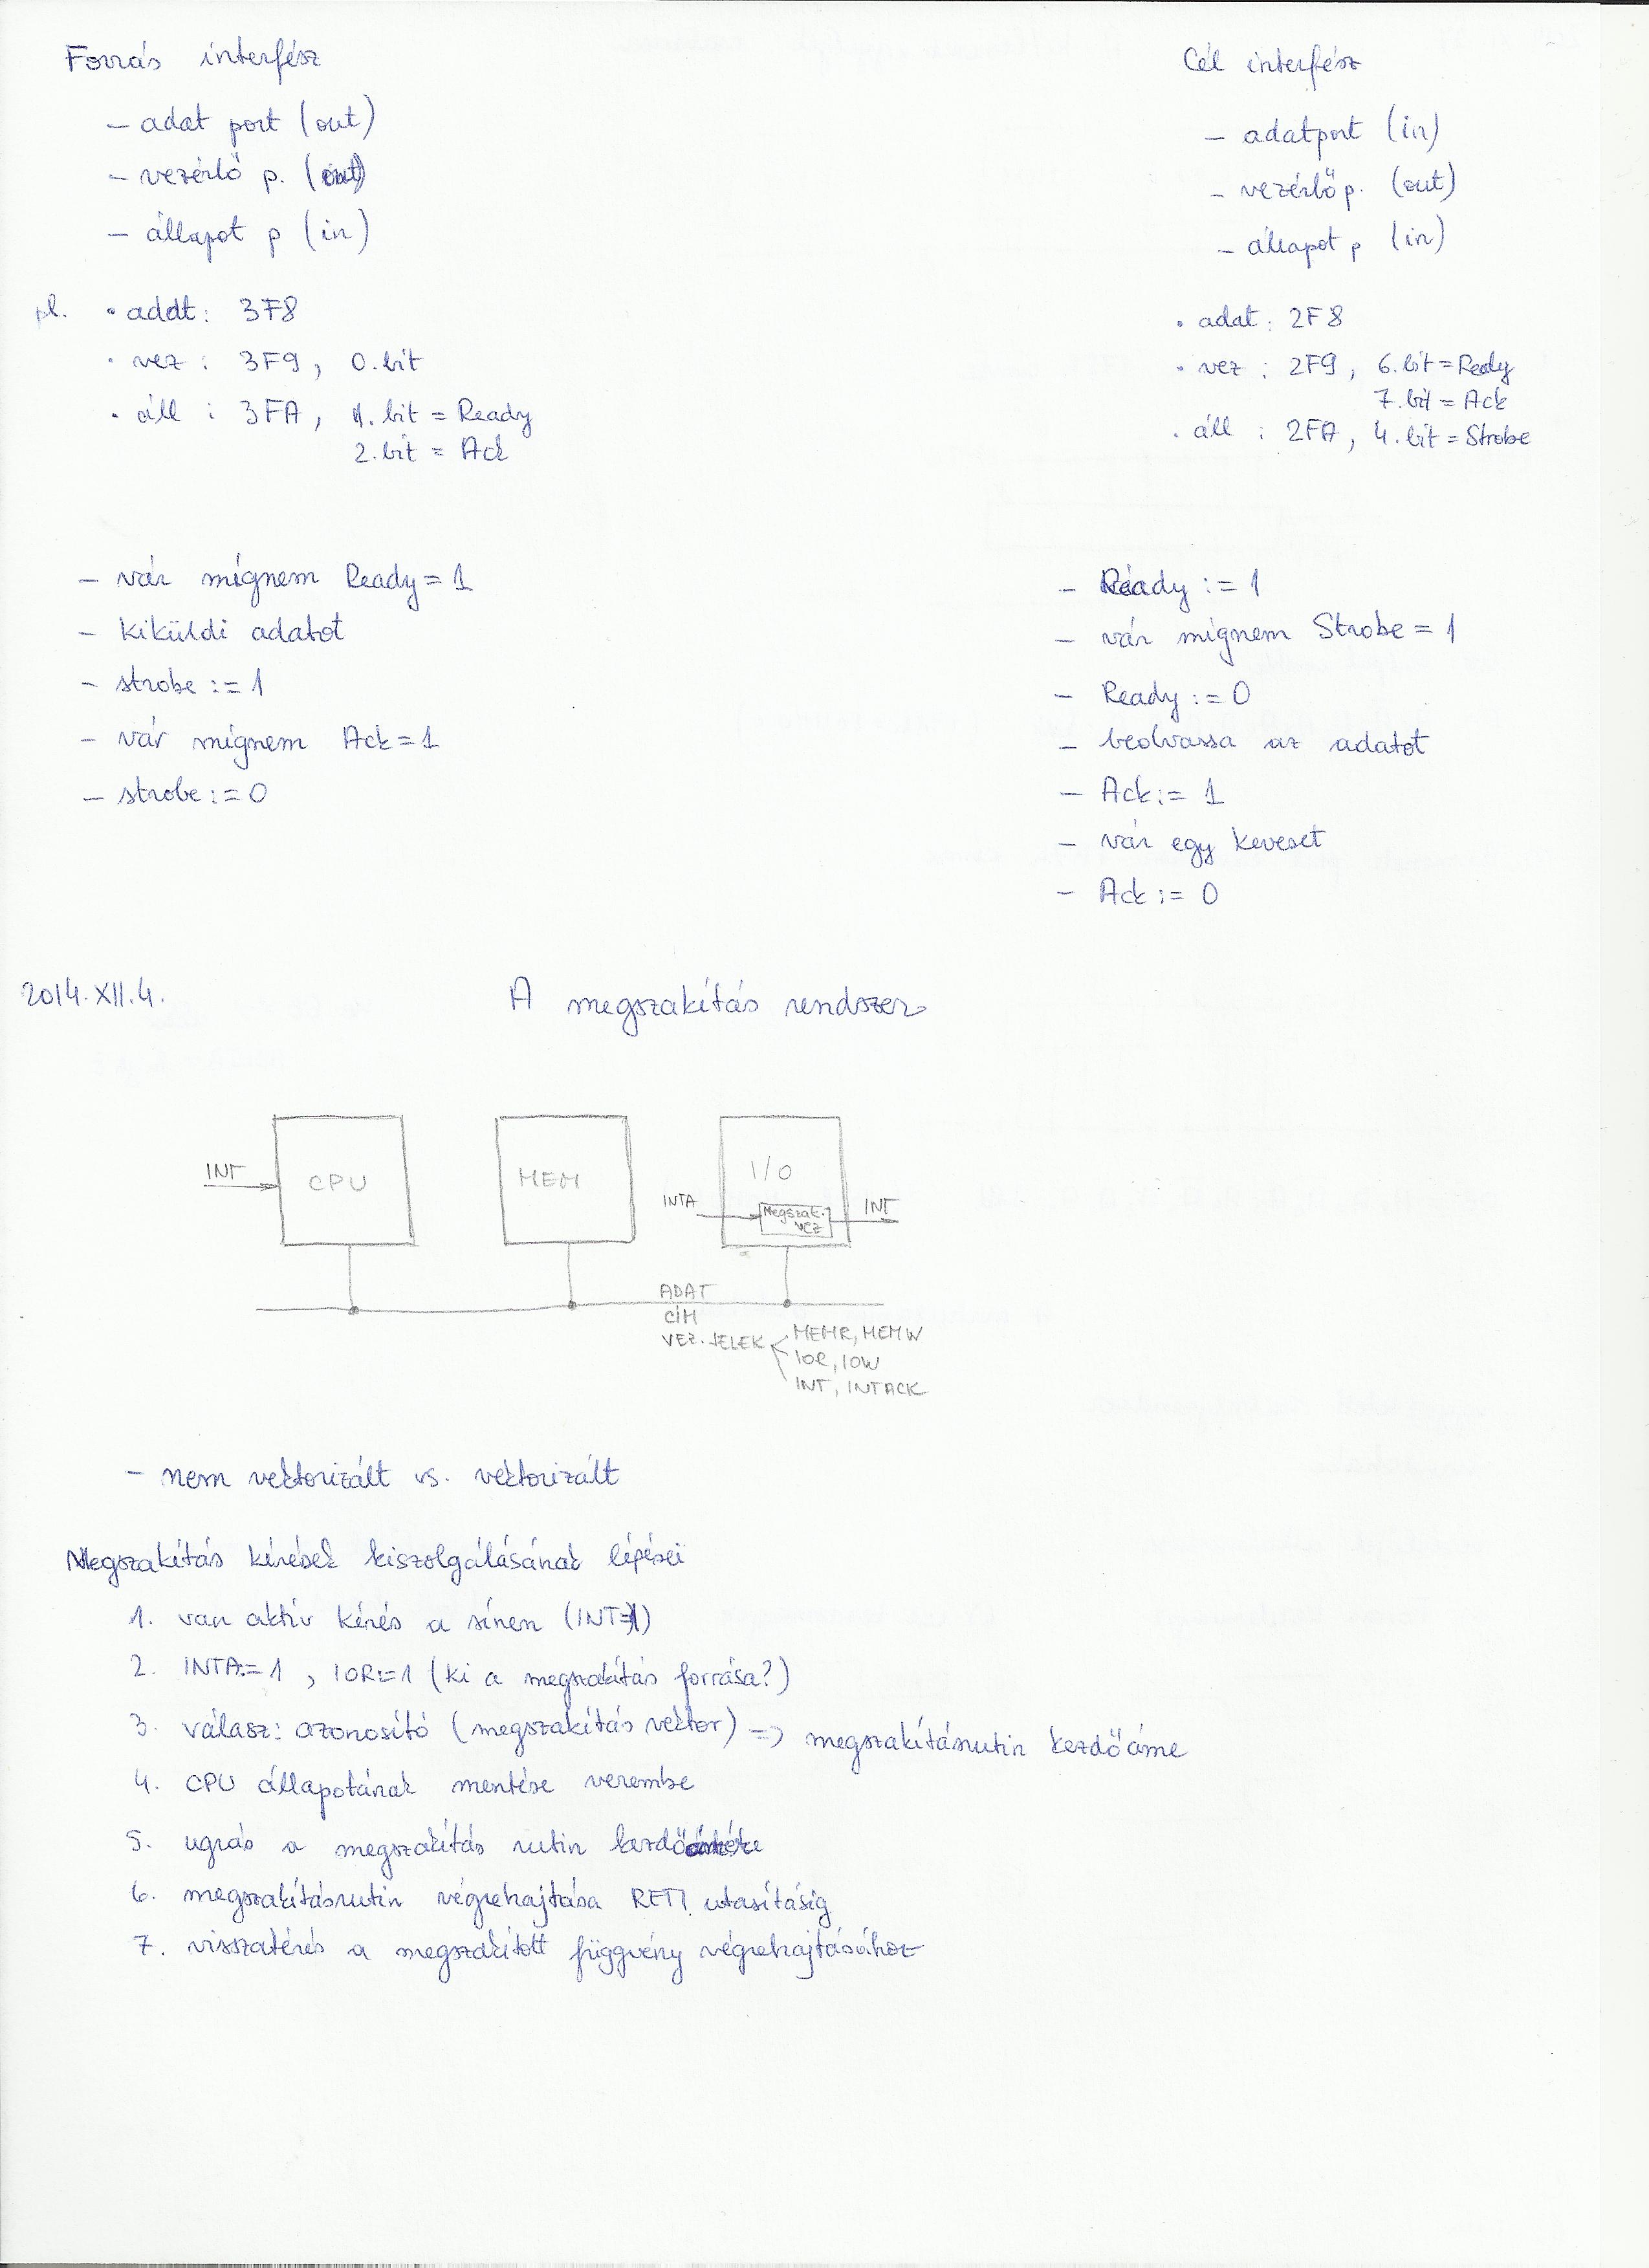 Forrás interfész
– adat port (out)
– vezérlő p. (out)
– állapot p (in)
pl. • adat: 3F8
• vez : 3F9, 0.bit
• áll : 3FA, 1.bit = Ready
2.bit = Ack
Cél interfész
– adatport (in)
– vezérlő p. (out)
– állapot p (in)
• adat: 2F8
• vez : 2F9, 6.bit = Ready
7.bit = Ack
• áll : 2FA, 4.bit = Strobe
– vár mígnem Ready = 1
– kiküldi adatot
– strobe := 1
– vár mígnem Ack = 1
– strobe := 0
– Ready := 1
– vár mígnem Strobe = 1
– Ready := 0
– beolvassa az adatot
– Ack := 1
– vár egy keveset
– Ack := 0
2014. XII. 4.
A megszakítás rendszer
INT
CPU
MEM
I/O
INTA
Megszak.
VEZ
INT
ADAT
CÍM
VEZ. JELEK
MEMR, MEMW
IOR, IOW
INT, INTACK
– nem vektorizált vs. vektorizált
Megszakítás kérések kiszolgálásának lépései
1. van aktív kérés a sínen (INT=1)
2. INTA:=1 , IOR:=1 (ki a megszakítás forrása?)
3. válasz: azonosító (megszakítás vektor) => megszakításrutin kezdőcíme
4. CPU állapotának mentése verembe
5. ugrás a megszakítás rutin kezdőcímére
6. megszakításrutin végrehajtása RETI utasításig
7. visszatérés a megszakított függvény végrehajtásához